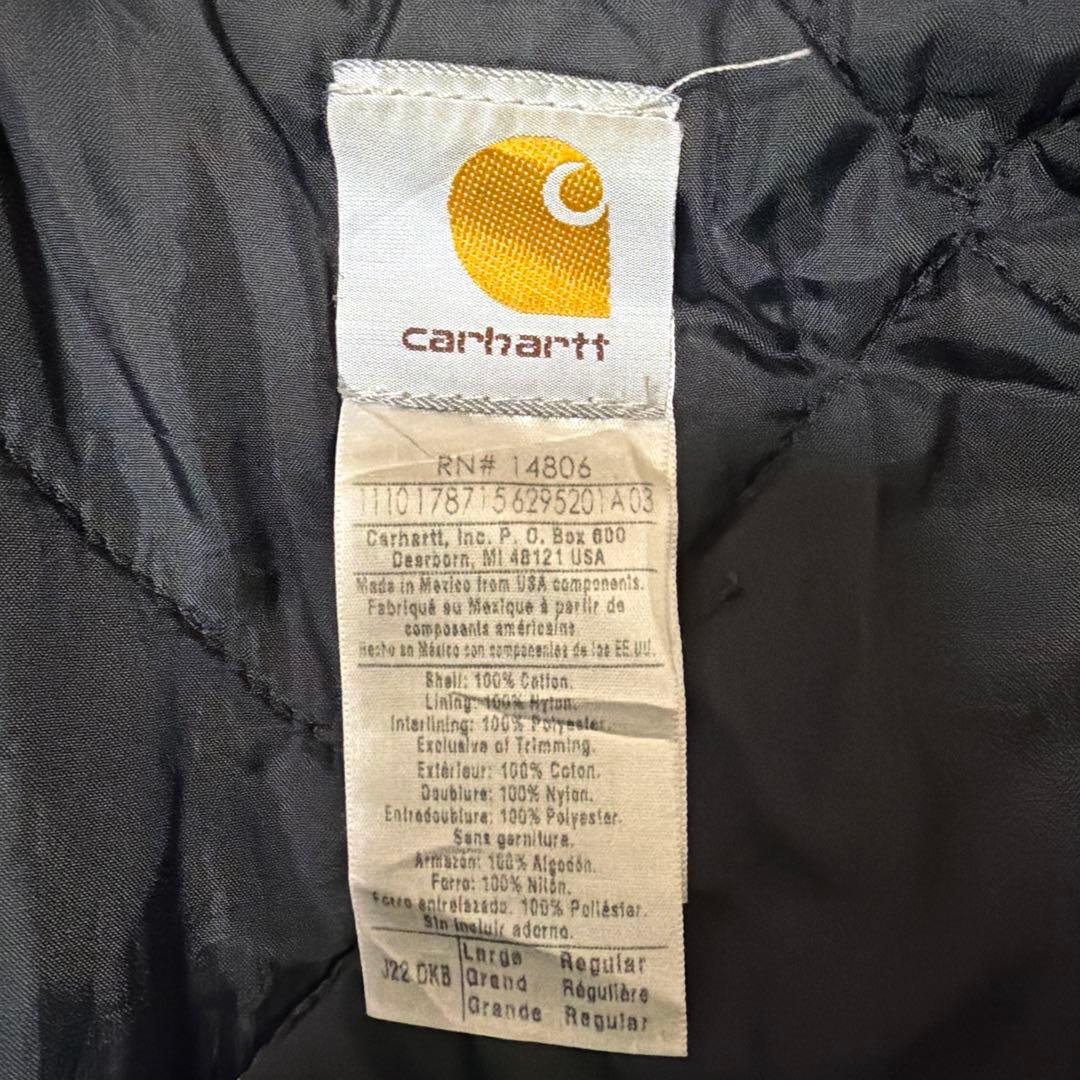 carhartt
RN# 14806
11101787156295201A03
Carhartt, Inc. P. O. Box 600
Dearborn, MI 48121 USA
Made in Mexico from USA components.
Fabriqué au Mexique à partir de
composants américains
Hecho en México con componentes de los EE.UU.
Shell: 100% Cotton.
Lining: 100% Nylon.
Interlining: 100% Polyester.
Exclusive of Trimming.
Extérieur: 100% Coton.
Doublure: 100% Nylon.
Entredoublure: 100% Polyester.
Sans garniture.
Armazón: 100% Algodón.
Forro: 100% Nilón.
Forro entrelazado. 100% Poliéster.
Sin incluir adorno.
J22 DKB
Large Regular
Grand Régulière
Grande Regular